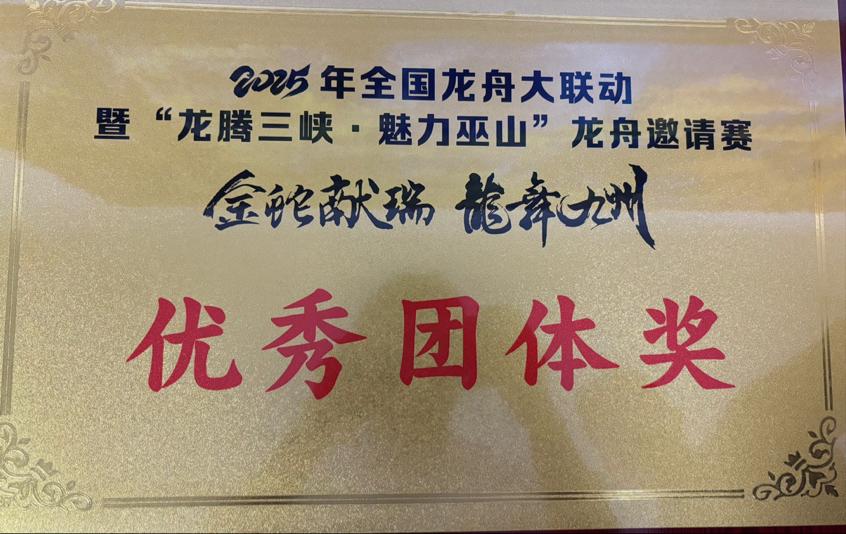 2025年全国龙舟大联动
暨“龙腾三峡·魅力巫山”龙舟邀请赛
金蛇献瑞 龍舞九州
优秀团体奖